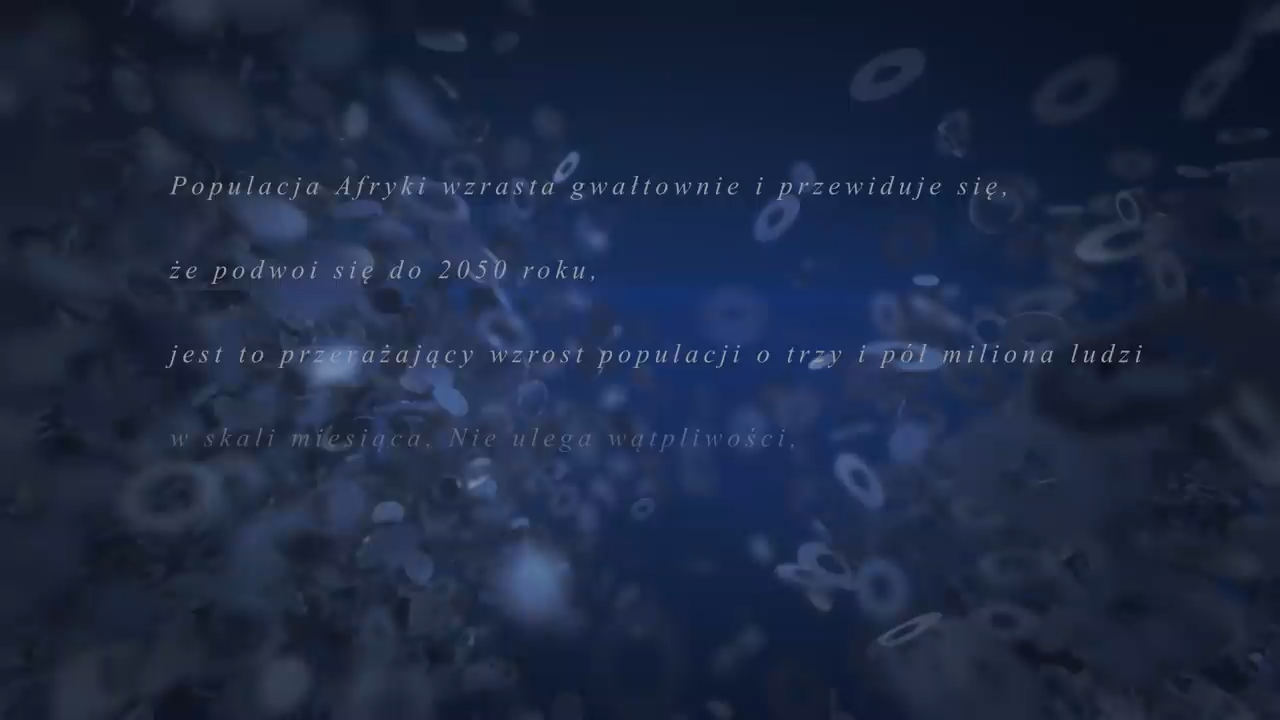 Populacja Afryki wzrasta gwałtownie i przewiduje się,
że podwoi się do 2050 roku,
jest to przerażający wzrost populacji o trzy i pół miliona ludzi
w skali miesiąca. Nie ulega wątpliwości,